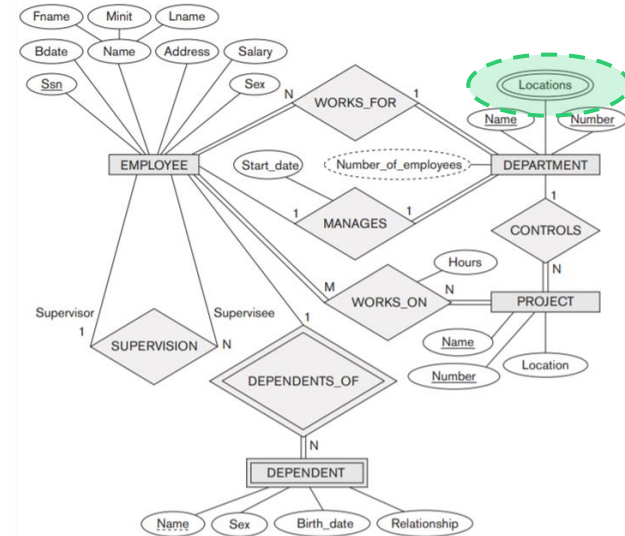 Fname Minit Lname
Bdate Name Address Salary
Ssn Sex
Locations
Name Number
N WORKS_FOR 1
EMPLOYEE
Start_date
Number_of_employees
DEPARTMENT
1 MANAGES 1
1
CONTROLS
N
Hours
M WORKS_ON N
PROJECT
Name
Number
Location
Supervisor
1
SUPERVISION
Supervisee
N
1
DEPENDENTS_OF
N
DEPENDENT
Name Sex Birth_date Relationship